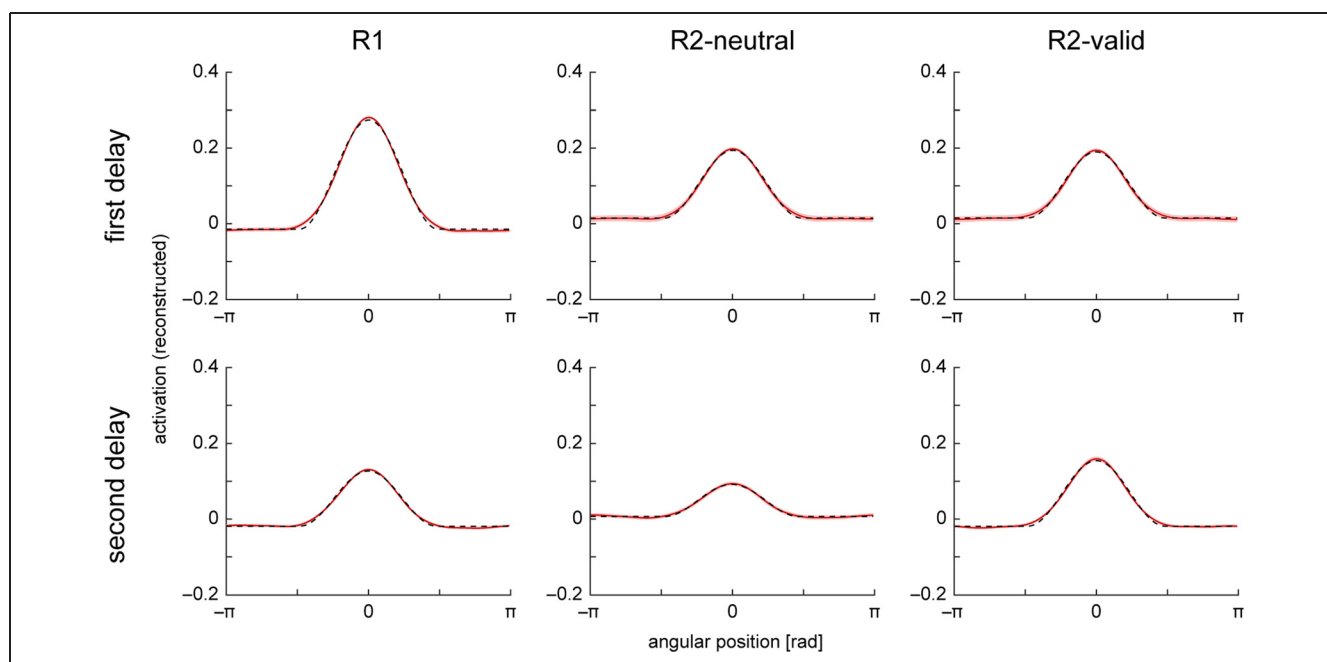 R1 R2-neutral R2-valid
first delay
second delay
activation (reconstructed)
0.4 0.4 0.4
0.2 0.2 0.2
0 0 0
–0.2 –0.2 –0.2
–π 0 π –π 0 π –π 0 π
0.4 0.4 0.4
0.2 0.2 0.2
0 0 0
–0.2 –0.2 –0.2
–π 0 π –π 0 π –π 0 π
angular position [rad]